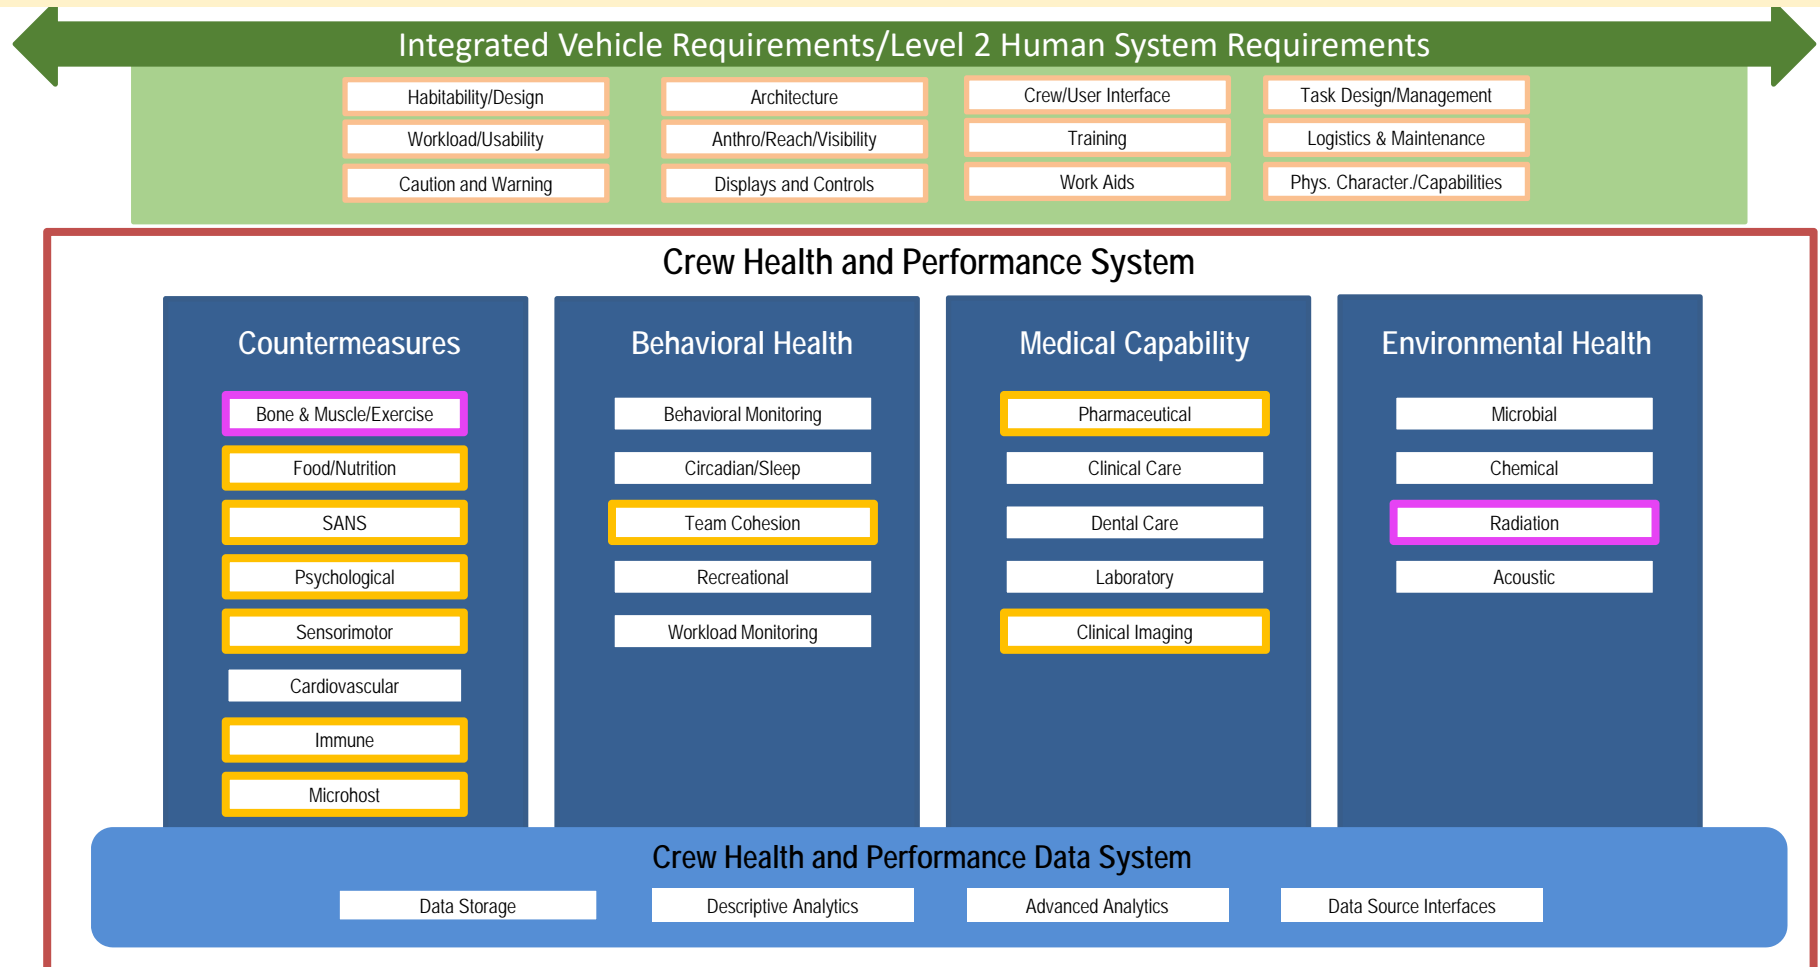 Integrated Vehicle Requirements/Level 2 Human System Requirements
Habitability/Design
Architecture
Crew/User Interface
Task Design/Management
Workload/Usability
Anthro/Reach/Visibility
Training
Logistics & Maintenance
Caution and Warning
Displays and Controls
Work Aids
Phys. Character./Capabilities
Crew Health and Performance System
Countermeasures
Bone & Muscle/Exercise
Food/Nutrition
SANS
Psychological
Sensorimotor
Cardiovascular
Immune
Microhost
Behavioral Health
Behavioral Monitoring
Circadian/Sleep
Team Cohesion
Recreational
Workload Monitoring
Medical Capability
Pharmaceutical
Clinical Care
Dental Care
Laboratory
Clinical Imaging
Environmental Health
Microbial
Chemical
Radiation
Acoustic
Crew Health and Performance Data System
Data Storage
Descriptive Analytics
Advanced Analytics
Data Source Interfaces